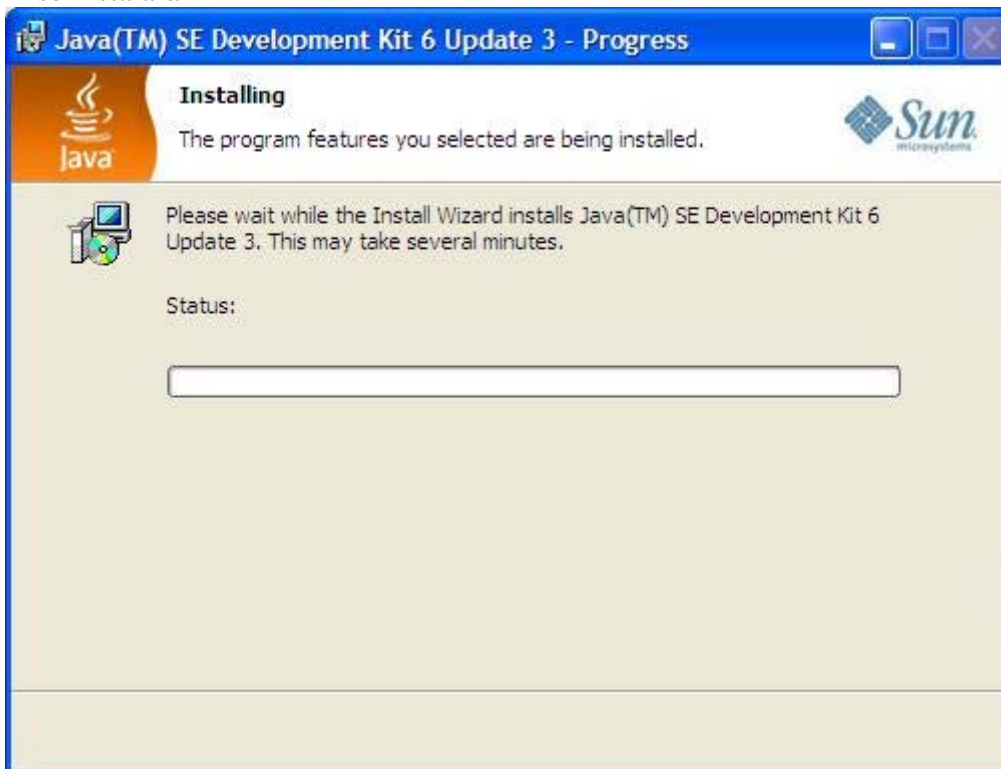 Java(TM) SE Development Kit 6 Update 3 - Progress
Java
Installing
The program features you selected are being installed.
Sun
microsystems
Please wait while the Install Wizard installs Java(TM) SE Development Kit 6
Update 3. This may take several minutes.
Status: